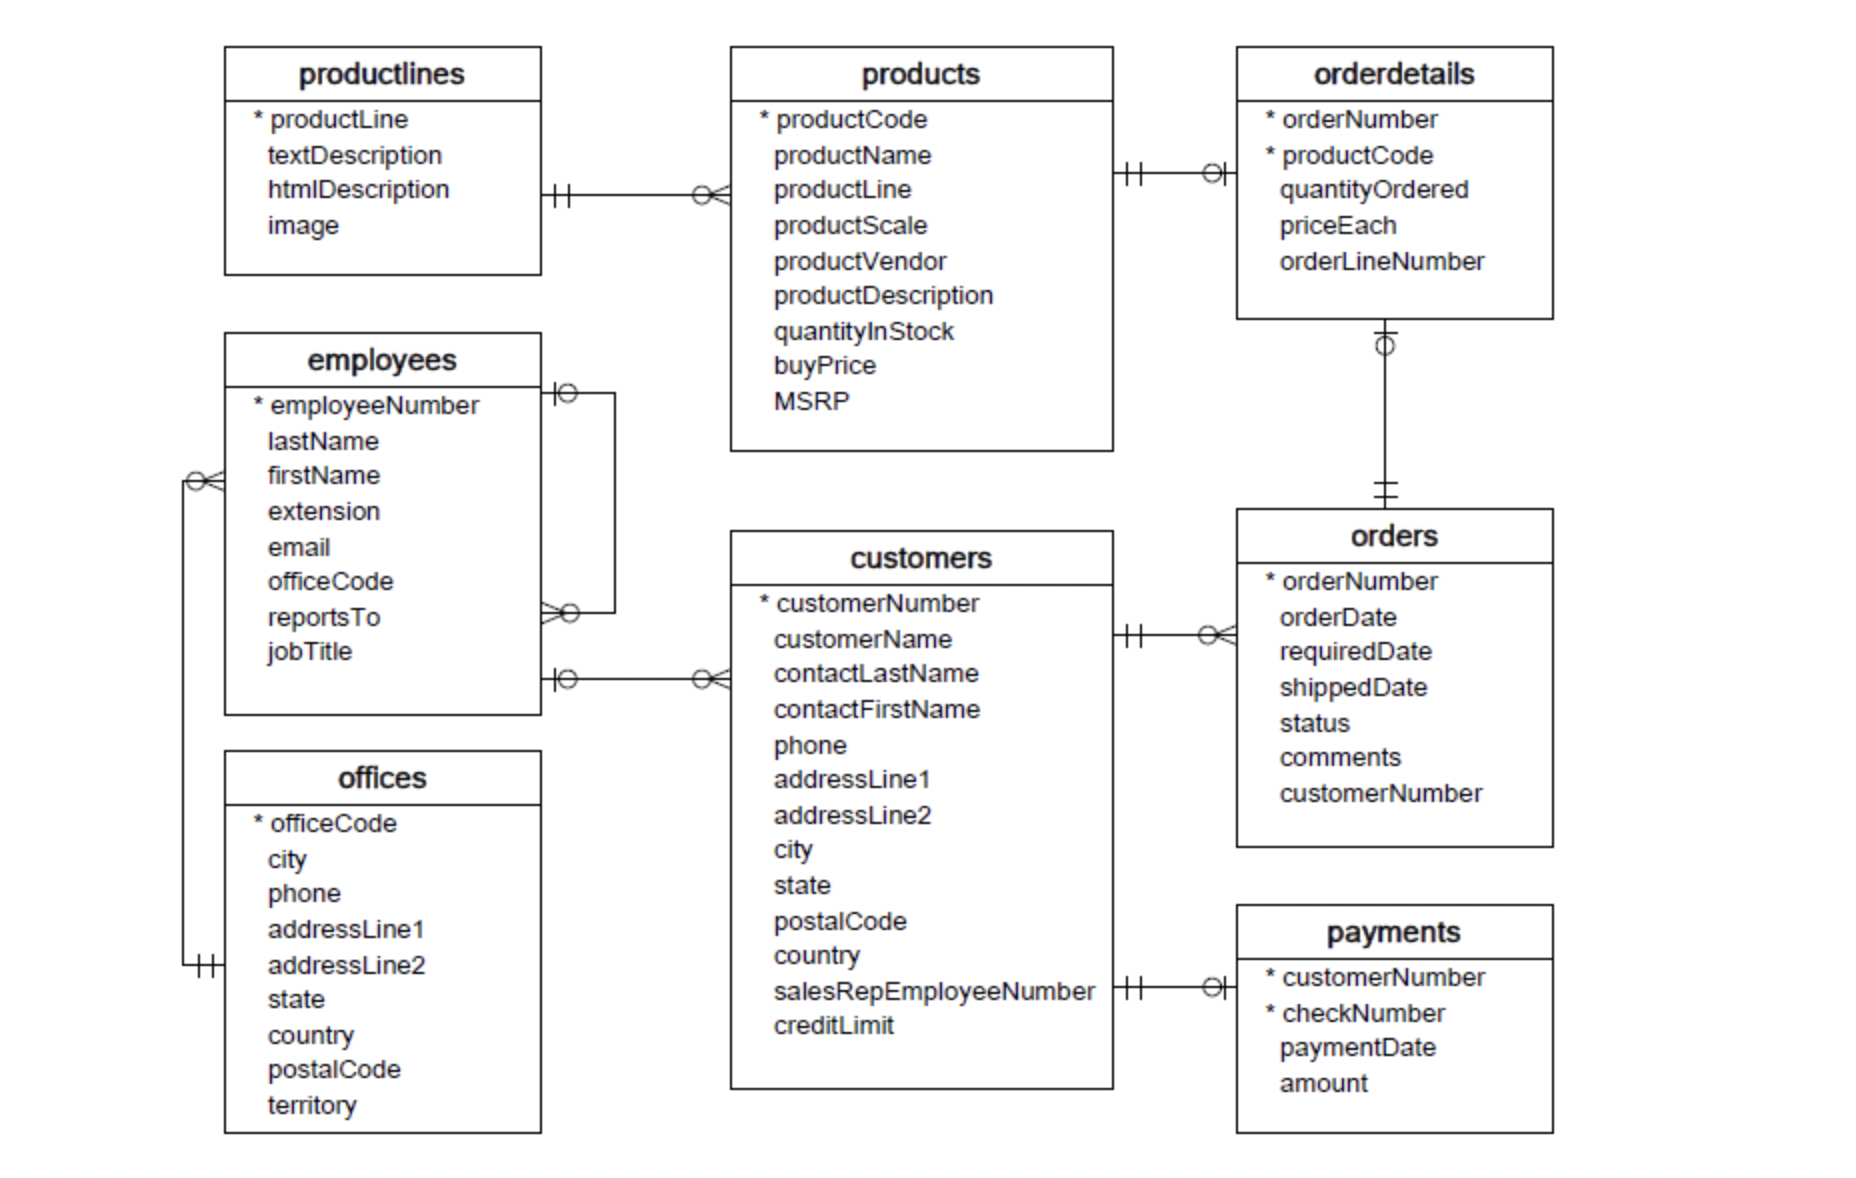 productlines
* productLine
textDescription
htmlDescription
image
products
* productCode
productName
productLine
productScale
productVendor
productDescription
quantityInStock
buyPrice
MSRP
orderdetails
* orderNumber
* productCode
quantityOrdered
priceEach
orderLineNumber
employees
* employeeNumber
lastName
firstName
extension
email
officeCode
reportsTo
jobTitle
customers
* customerNumber
customerName
contactLastName
contactFirstName
phone
addressLine1
addressLine2
city
state
postalCode
country
salesRepEmployeeNumber
creditLimit
orders
* orderNumber
orderDate
requiredDate
shippedDate
status
comments
customerNumber
offices
* officeCode
city
phone
addressLine1
addressLine2
state
country
postalCode
territory
payments
* customerNumber
* checkNumber
paymentDate
amount